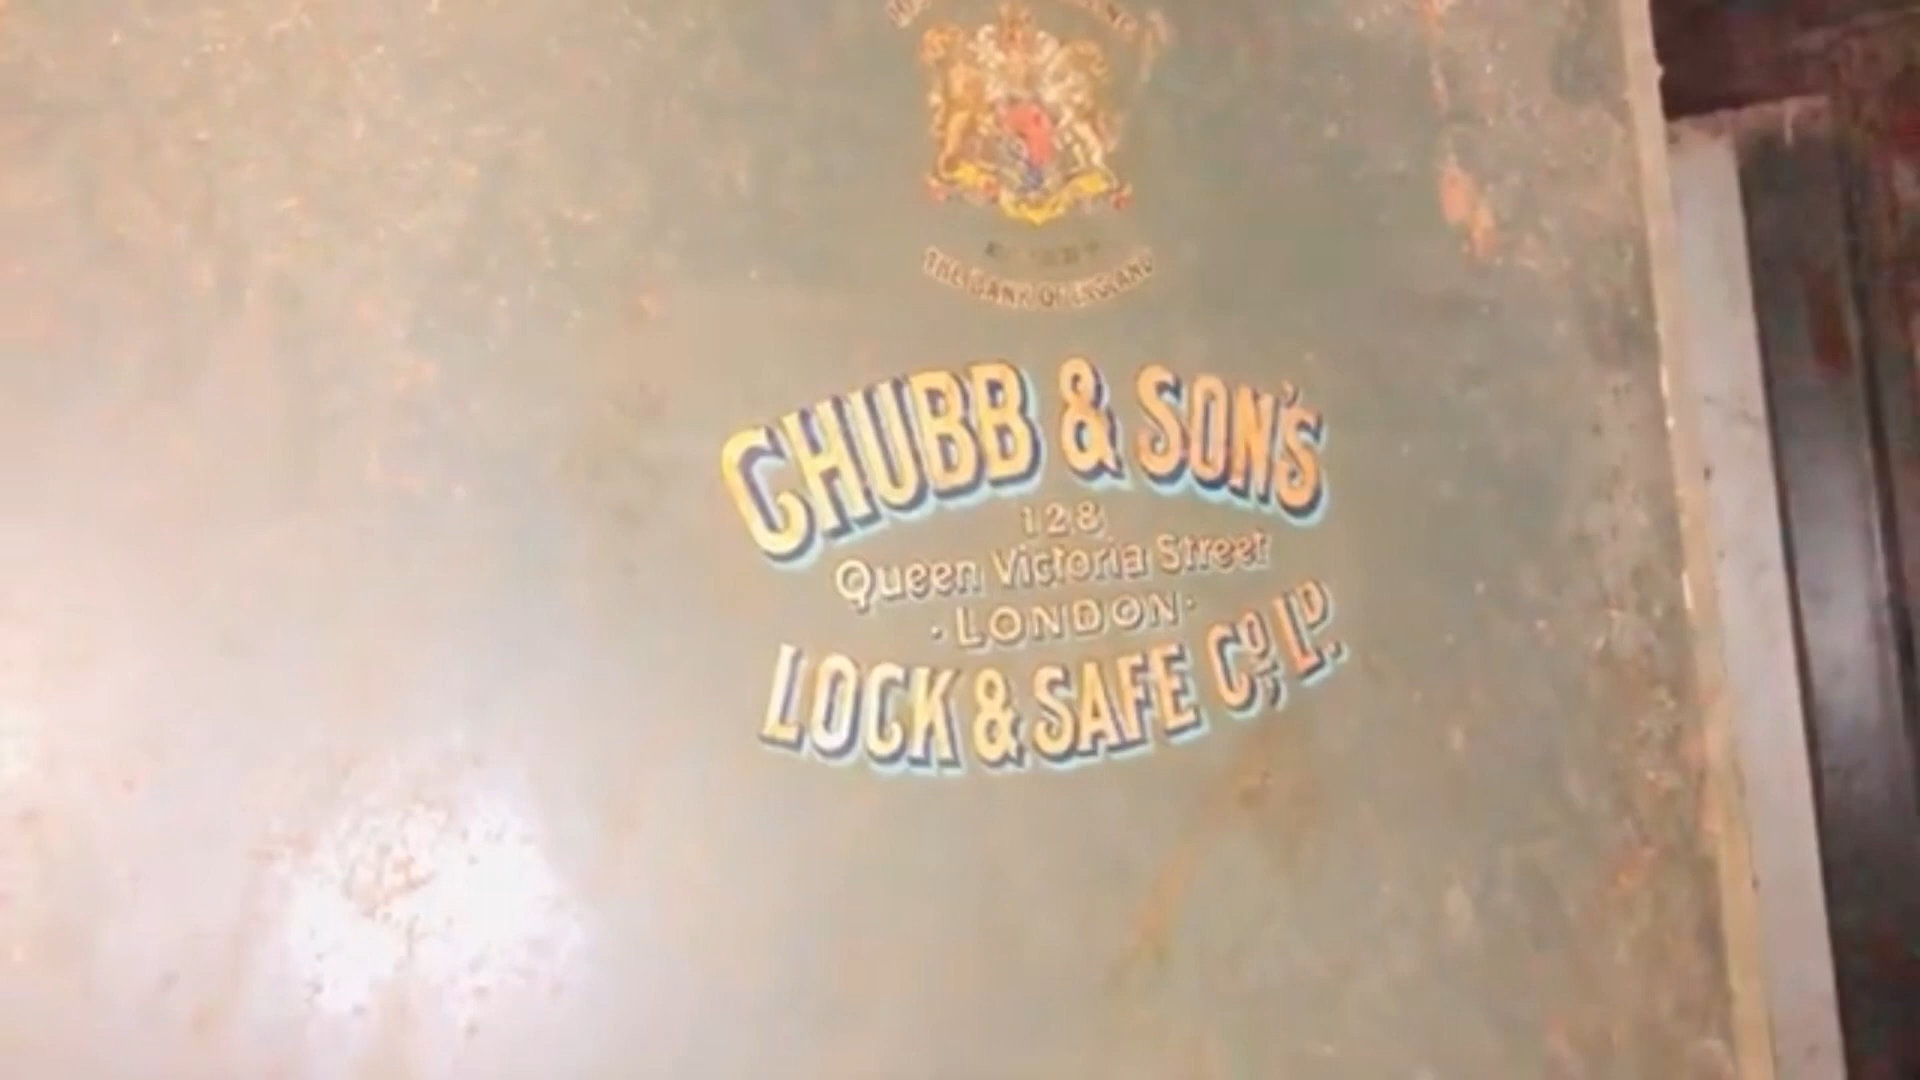 THE BANK OF ENGLAND
CHUBB & SON'S
128
Queen Victoria Street
· LONDON ·
LOCK & SAFE Cº, Lᴰ.